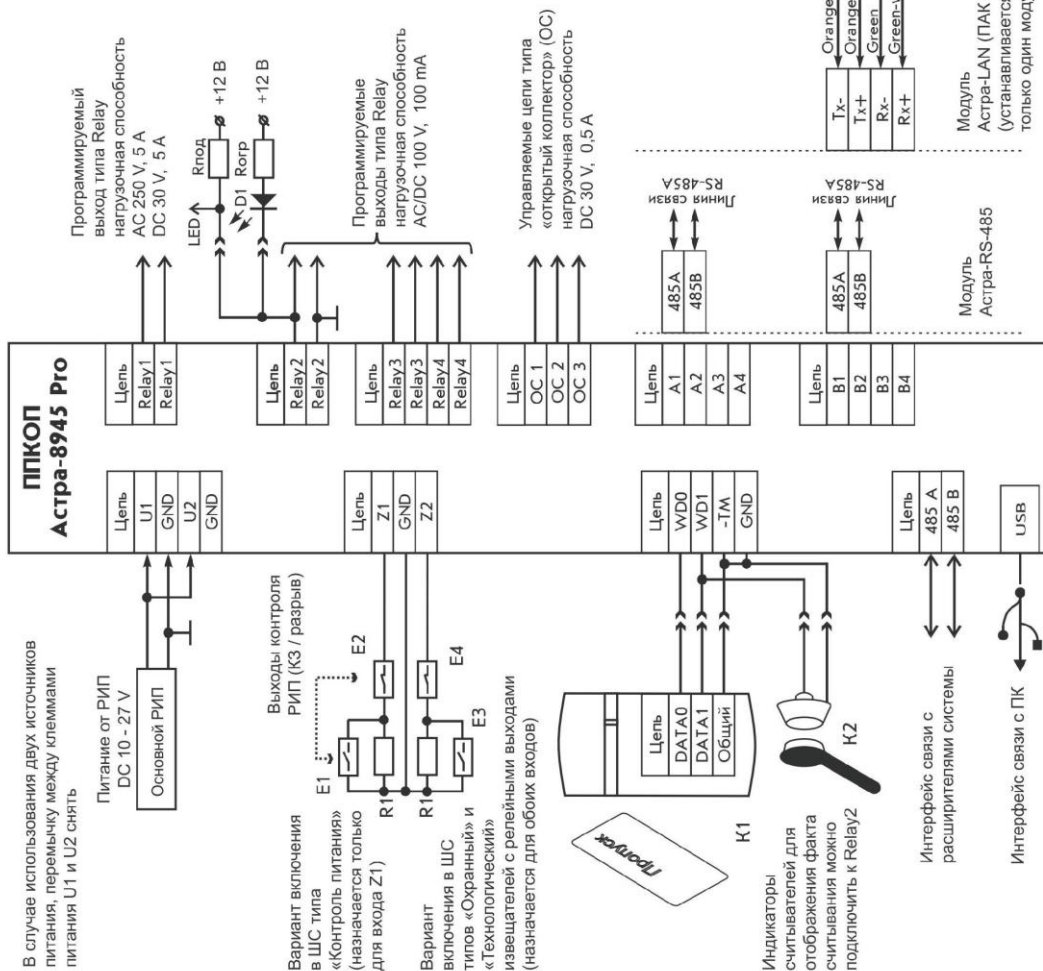 ППКОП
Астра-8945 Pro
В случае использования двух источников
питания, перемычку между клеммами
питания U1 и U2 снять
Питание от РИП
DC 10 - 27 V
Основной РИП
Цепь
U1
GND
U2
GND
Вариант включения
в ШС типа
«Контроль питания»
(назначается только
для входа Z1)
Выходы контроля
РИП (КЗ / разрыв)
E1
E2
R1
Цепь
Z1
GND
Z2
Вариант
включения в ШС
типов «Охранный» и
«Технологический»
извещателей с релейными выходами
(назначается для обоих входов)
R1
E4
E3
Пропуск
К1
Цепь
DATA0
DATA1
Общий
К2
Цепь
WD0
WD1
-TM
GND
Индикаторы
считывателей для
отображения факта
считывания можно
подключить к Relay2
Интерфейс связи с
расширителями системы
Цепь
485 A
485 B
Интерфейс связи с ПК
USB
Цепь
Relay1
Relay1
Программируемый
выход типа Relay
нагрузочная способность
AC 250 V, 5 A
DC 30 V, 5 A
LED
Rпод
+12 В
D1
Rогр
+12 В
Цепь
Relay2
Relay2
Цепь
Relay3
Relay3
Relay4
Relay4
Программируемые
выходы типа Relay
нагрузочная способность
AC/DC 100 V, 100 mA
Цепь
OC 1
OC 2
OC 3
Управляемые цепи типа
«открытый коллектор» (ОС)
нагрузочная способность
DC 30 V, 0,5 A
Цепь
A1
A2
A3
A4
485A
485B
Линия связи
RS-485A
Цепь
B1
B2
B3
B4
485A
485B
Линия связи
RS-485A
Модуль
Астра-RS-485
Tx-
Tx+
Rx-
Rx+
Orange
Orange
Green
Green-
Модуль
Астра-LAN (ПАК
(устанавливается
только один